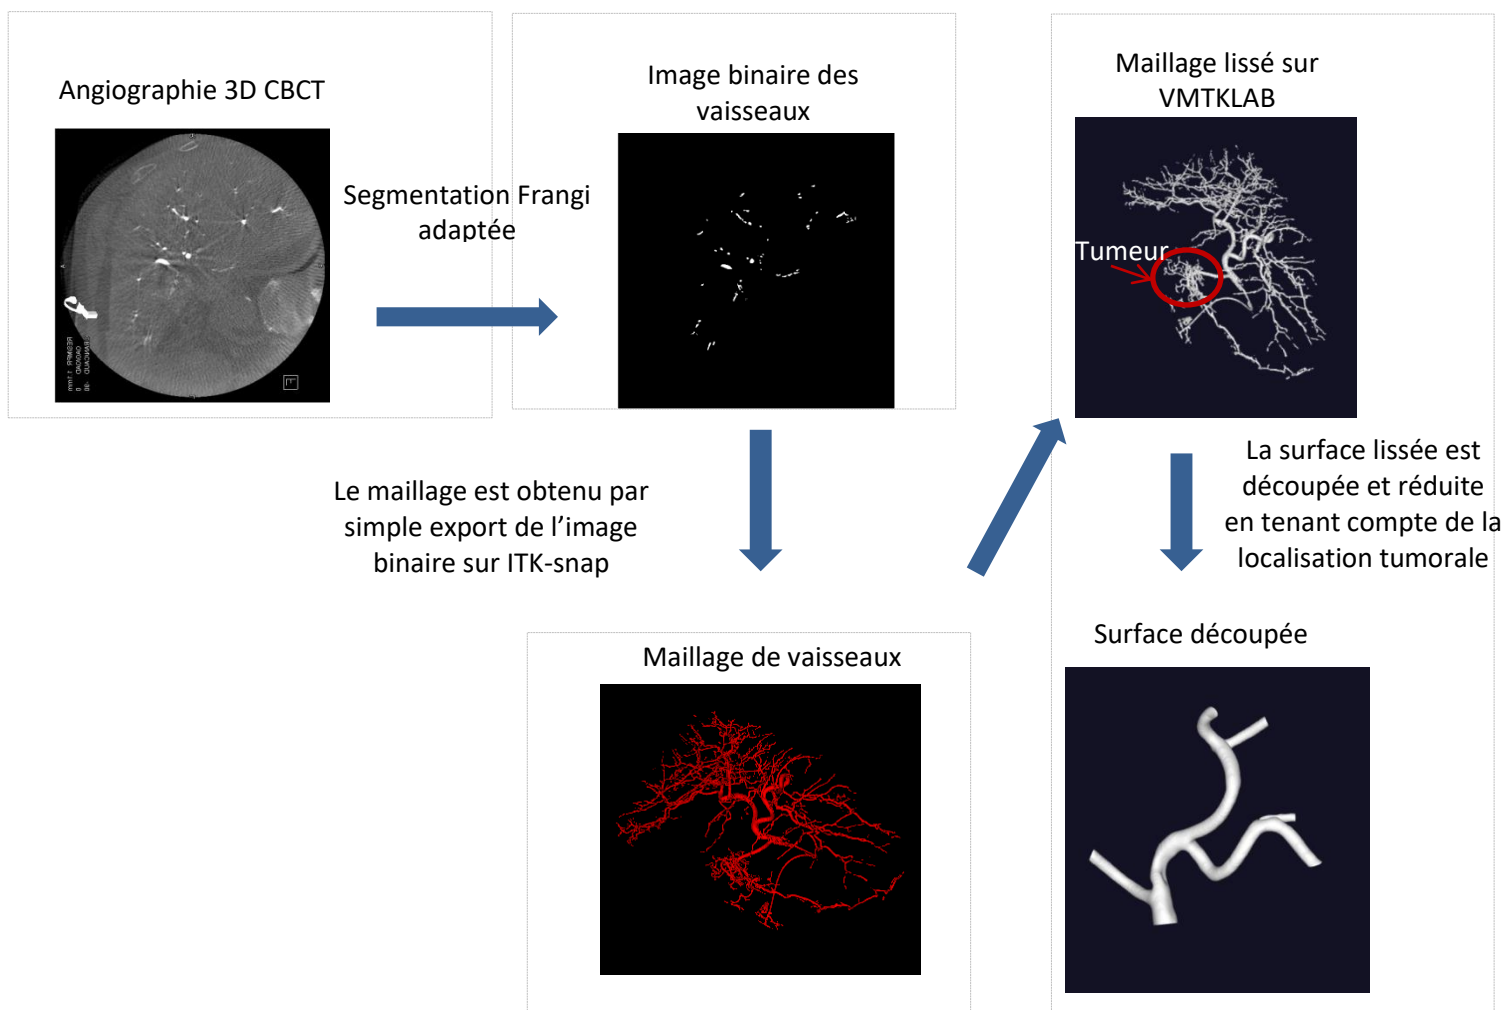 Angiographie 3D CBCT
Segmentation Frangi
adaptée
Image binaire des
vaisseaux
Le maillage est obtenu par
simple export de l’image
binaire sur ITK-snap
Maillage de vaisseaux
Maillage lissé sur
VMTKLAB
Tumeur
La surface lissée est
découpée et réduite
en tenant compte de la
localisation tumorale
Surface découpée